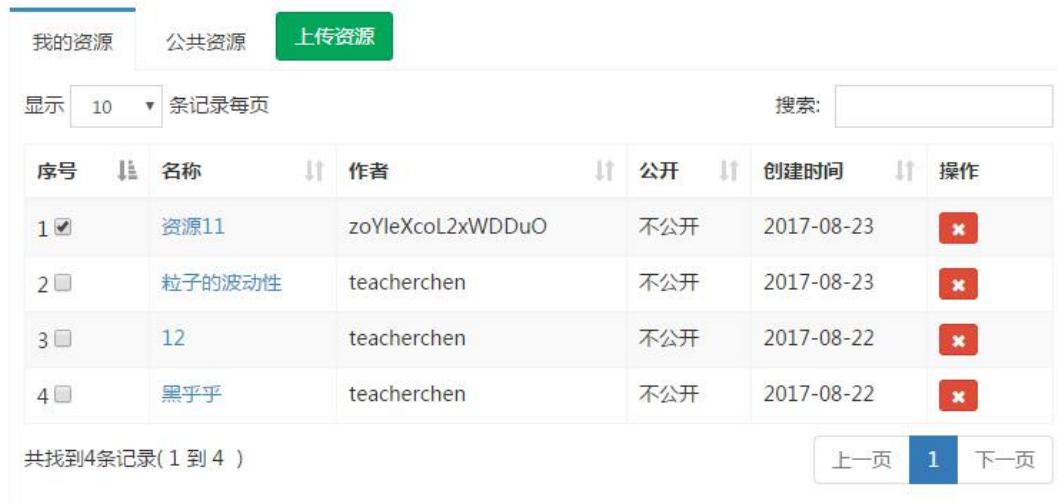 我的资源 公共资源 上传资源
显示 10 条记录每页 搜索:
序号 名称 作者 公开 创建时间 操作
1 资源11 zoYIeXcoL2xWDDuO 不公开 2017-08-23
2 粒子的波动性 teacherchen 不公开 2017-08-23
3 12 teacherchen 不公开 2017-08-22
4 黑乎乎 teacherchen 不公开 2017-08-22
共找到4条记录( 1 到 4 ) 上一页 1 下一页